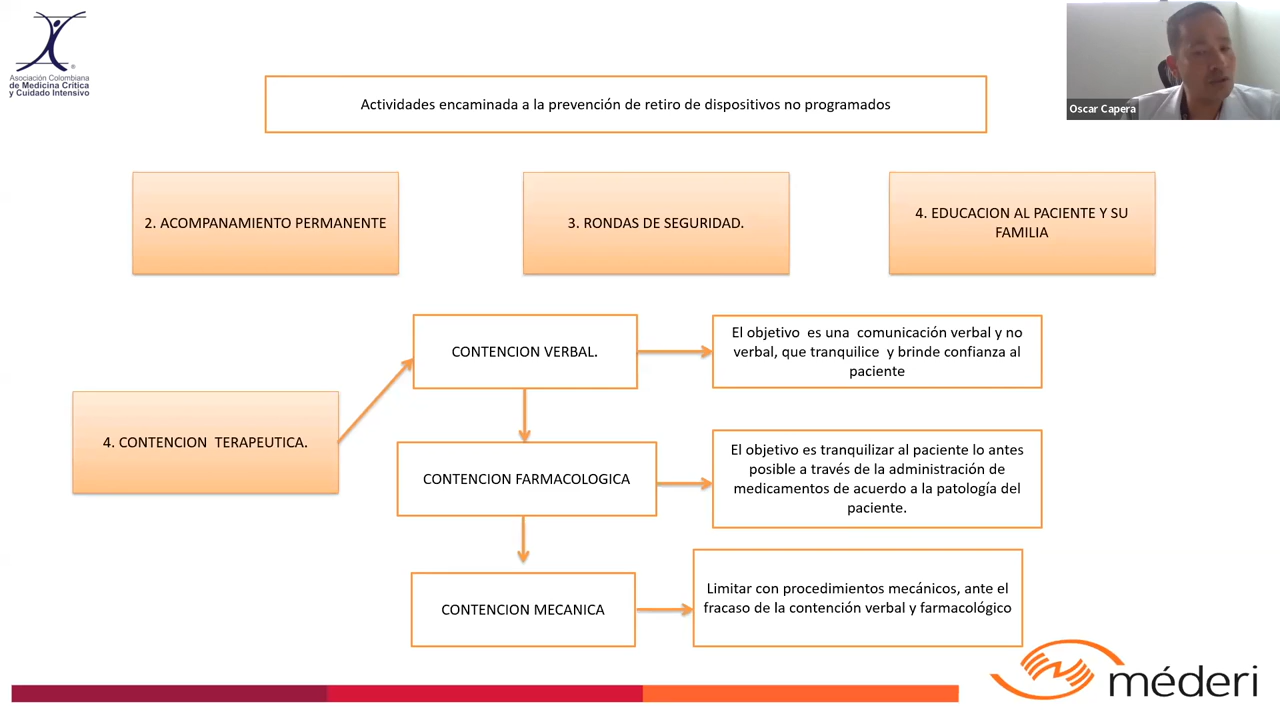 Asociación Colombiana
de Medicina Crítica
y Cuidado Intensivo
Actividades encaminada a la prevención de retiro de dispositivos no programados
Oscar Capera
2. ACOMPANAMIENTO PERMANENTE
3. RONDAS DE SEGURIDAD.
4. EDUCACION AL PACIENTE Y SU
FAMILIA
4. CONTENCION TERAPEUTICA.
CONTENCION VERBAL.
El objetivo es una comunicación verbal y no
verbal, que tranquilice y brinde confianza al
paciente
CONTENCION FARMACOLOGICA
El objetivo es tranquilizar al paciente lo antes
posible a través de la administración de
medicamentos de acuerdo a la patología del
paciente.
CONTENCION MECANICA
Limitar con procedimientos mecánicos, ante el
fracaso de la contención verbal y farmacológico
méderi